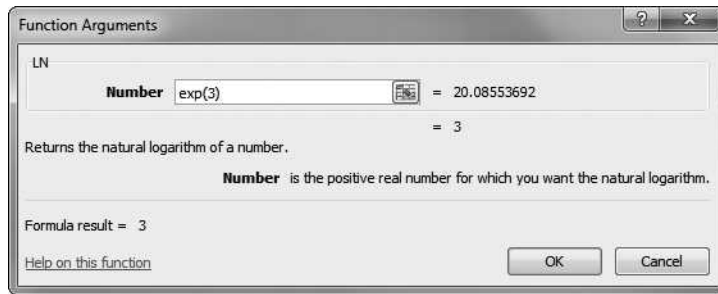 Function Arguments
LN
Number exp(3) = 20.08553692
= 3
Returns the natural logarithm of a number.
Number is the positive real number for which you want the natural logarithm.
Formula result = 3
Help on this function
OK Cancel